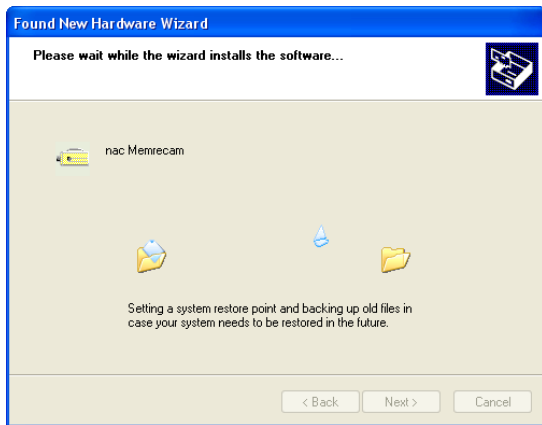 Found New Hardware Wizard
Please wait while the wizard installs the software...
nac Memrecam
Setting a system restore point and backing up old files in
case your system needs to be restored in the future.
< Back Next > Cancel